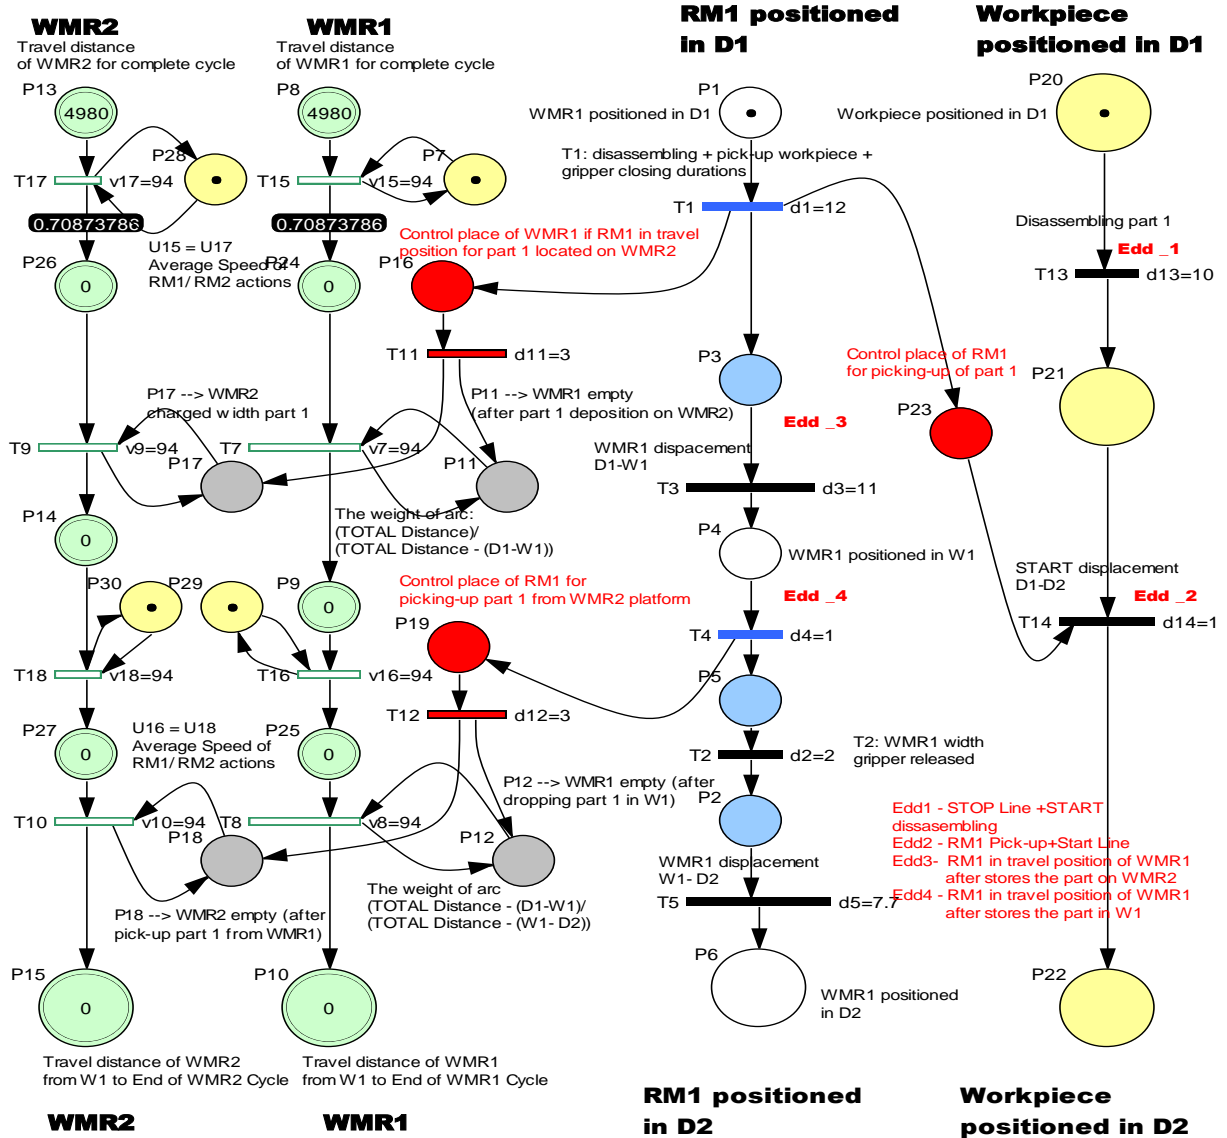 WMR2
Travel distance
of WMR2 for complete cycle
P13
4980
P28
T17
v17=94
0.70873786
P26
0
U15 = U17
Average Speed of
RM1/ RM2 actions
P17 --> WMR2
charged width part 1
T9
v9=94
P17
P14
0
P30
T18
v18=94
P27
0
U16 = U18
Average Speed of
RM1/ RM2 actions
T10
v10=94
P18
P18 --> WMR2 empty (after
pick-up part 1 from WMR1)
P15
0
Travel distance of WMR2
from W1 to End of WMR2 Cycle
WMR2
WMR1
Travel distance
of WMR1 for complete cycle
P8
4980
P7
T15
v15=94
0.70873786
P24
0
Control place of WMR1 if RM1 in travel
position for part 1 located on WMR2
P16
T11
d11=3
P11 --> WMR1 empty
(after part 1 deposition on WMR2)
T7
v7=94
P11
The weight of arc:
(TOTAL Distance)/
(TOTAL Distance - (D1-W1))
P29
P9
0
Control place of RM1 for
picking-up part 1 from WMR2 platform
P19
T16
v16=94
T12
d12=3
P25
0
P12 --> WMR1 empty (after
dropping part 1 in W1)
T8
v8=94
P12
The weight of arc
(TOTAL Distance - (D1-W1)/
(TOTAL Distance - (W1- D2))
P10
0
Travel distance of WMR1
from W1 to End of WMR1 Cycle
WMR1
RM1 positioned
in D1
P1
WMR1 positioned in D1
T1: disassembling + pick-up workpiece +
gripper closing durations
T1
d1=12
P3
Edd _3
WMR1 dispacement
D1-W1
T3
d3=11
P4
WMR1 positioned in W1
Edd _4
T4
d4=1
P5
T2
d2=2
T2: WMR1 width
gripper released
P2
WMR1 displacement
W1- D2
T5
d5=7.7
P6
WMR1 positioned
in D2
RM1 positioned
in D2
Workpiece
positioned in D1
P20
Workpiece positioned in D1
Disassembling part 1
Edd _1
T13
d13=10
Control place of RM1
for picking-up of part 1
P21
P23
START displacement
D1-D2
Edd _2
T14
d14=1
Edd1 - STOP Line +START
dissasembling
Edd2 - RM1 Pick-up+Start Line
Edd3- RM1 in travel position of WMR1
after stores the part on WMR2
Edd4 - RM1 in travel position of WMR1
after stores the part in W1
P22
Workpiece
positioned in D2